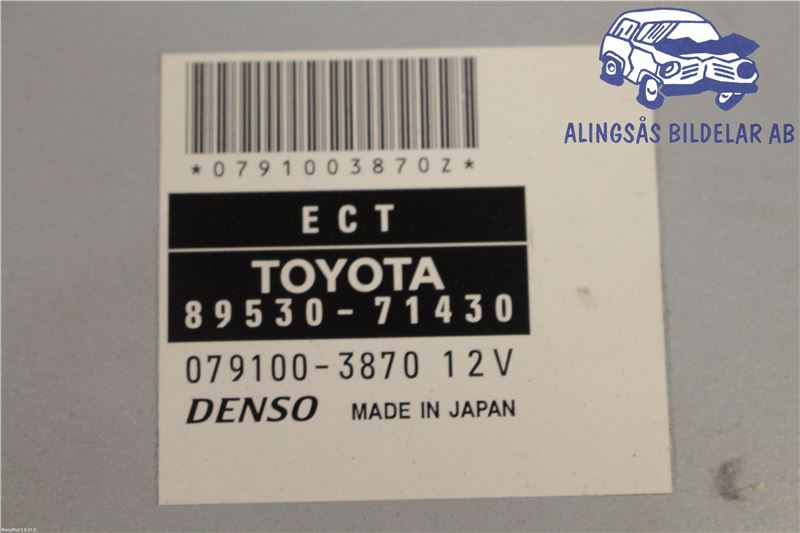 ALINGSÅS BILDELAR AB
*0791003870Z*
ECT
TOYOTA
89530-71430
079100-3870 12V
DENSO MADE IN JAPAN